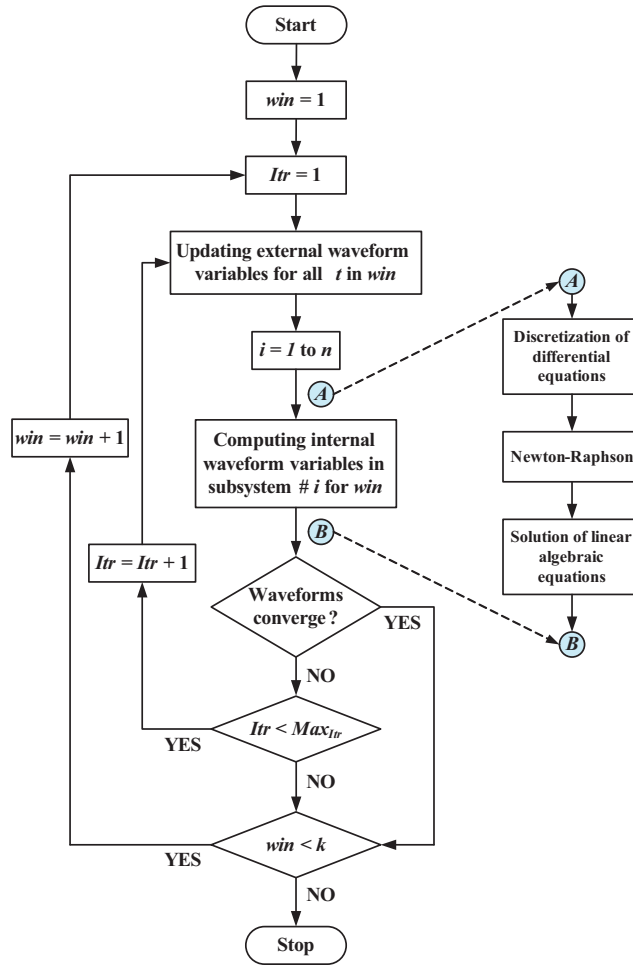 Start
win = 1
Itr = 1
Updating external waveform
variables for all t in win
i = 1 to n
A
Computing internal
waveform variables in
subsystem # i for win
B
Waveforms
converge ?
YES
NO
Itr < Max_Itr
YES
NO
win < k
YES
NO
Stop
win = win + 1
Itr = Itr + 1
A
Discretization of
differential
equations
Newton-Raphson
Solution of linear
algebraic
equations
B